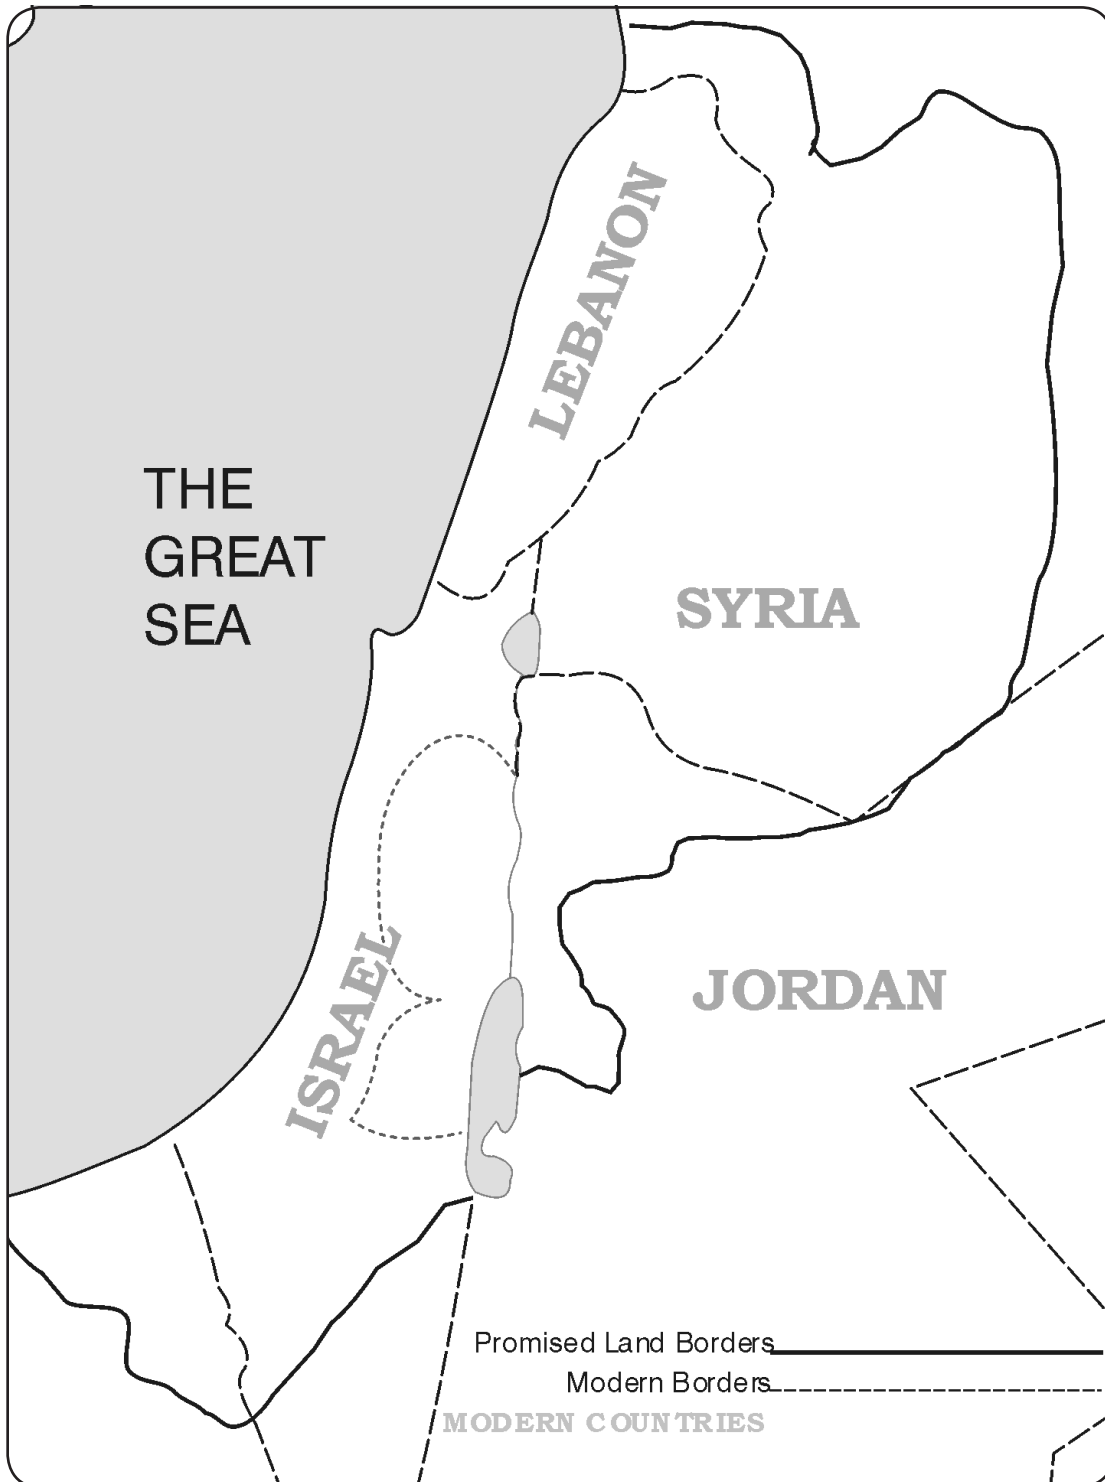 LEBANON
THE
GREAT
SEA
SYRIA
ISRAEL
JORDAN
Promised Land Borders
Modern Borders
MODERN COUNTRIES